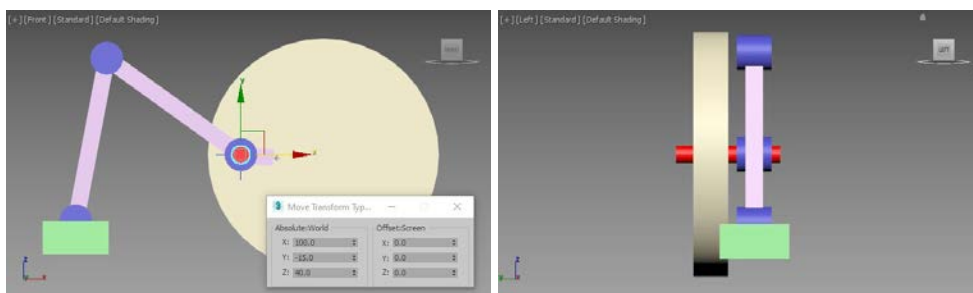 [+] [Front] [Standard] [Default Shading]
Move Transform Typ...
Absolute:World
Offset:Screen
X: 100.0
X: 0.0
Y: -15.0
Y: 0.0
Z: 40.0
Z: 0.0
y
x
z
[+] [Left] [Standard] [Default Shading]
LEFT
z